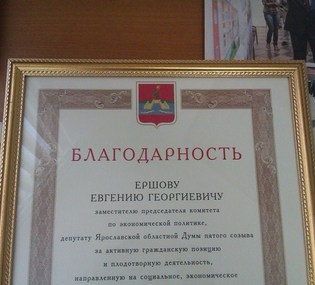 БЛАГОДАРНОСТЬ
ЕРШОВУ
ЕВГЕНИЮ ГЕОРГИЕВИЧУ
заместителю председателя комитета
по экономической политике,
депутату Ярославской областной Думы пятого созыва
за активную гражданскую позицию
и плодотворную деятельность,
направленную на социальное, экономическое